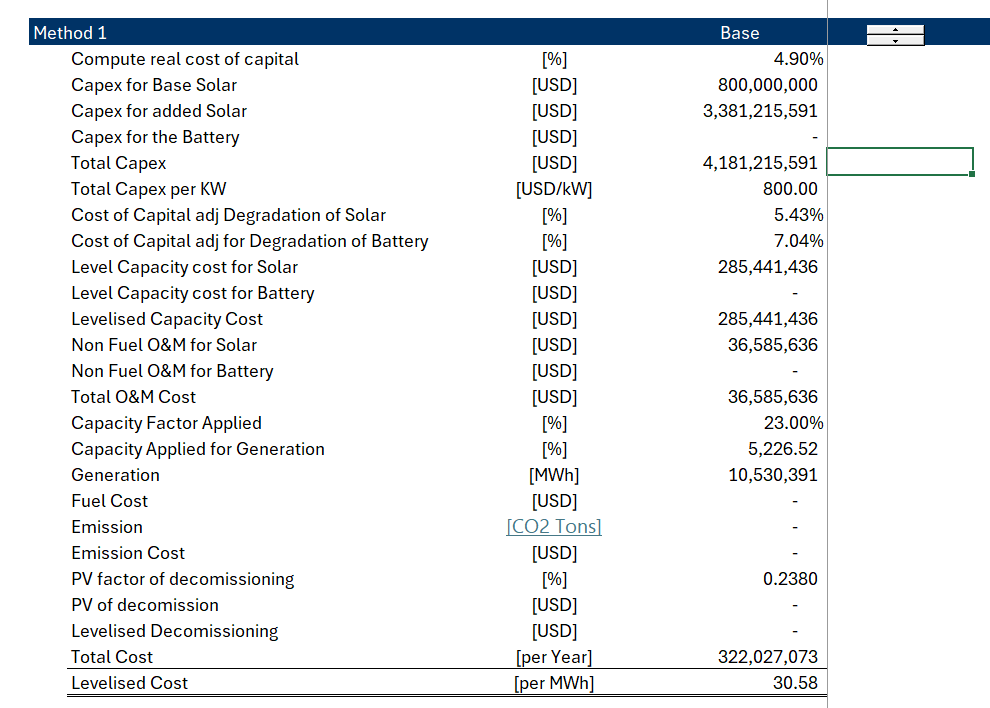 Method 1 Base
Compute real cost of capital [%] 4.90%
Capex for Base Solar [USD] 800,000,000
Capex for added Solar [USD] 3,381,215,591
Capex for the Battery [USD] -
Total Capex [USD] 4,181,215,591
Total Capex per KW [USD/kW] 800.00
Cost of Capital adj Degradation of Solar [%] 5.43%
Cost of Capital adj for Degradation of Battery [%] 7.04%
Level Capacity cost for Solar [USD] 285,441,436
Level Capacity cost for Battery [USD] -
Levelised Capacity Cost [USD] 285,441,436
Non Fuel O&M for Solar [USD] 36,585,636
Non Fuel O&M for Battery [USD] -
Total O&M Cost [USD] 36,585,636
Capacity Factor Applied [%] 23.00%
Capacity Applied for Generation [%] 5,226.52
Generation [MWh] 10,530,391
Fuel Cost [USD] -
Emission [CO2 Tons] -
Emission Cost [USD] -
PV factor of decomissioning [%] 0.2380
PV of decomission [USD] -
Levelised Decomissioning [USD] -
Total Cost [per Year] 322,027,073
Levelised Cost [per MWh] 30.58